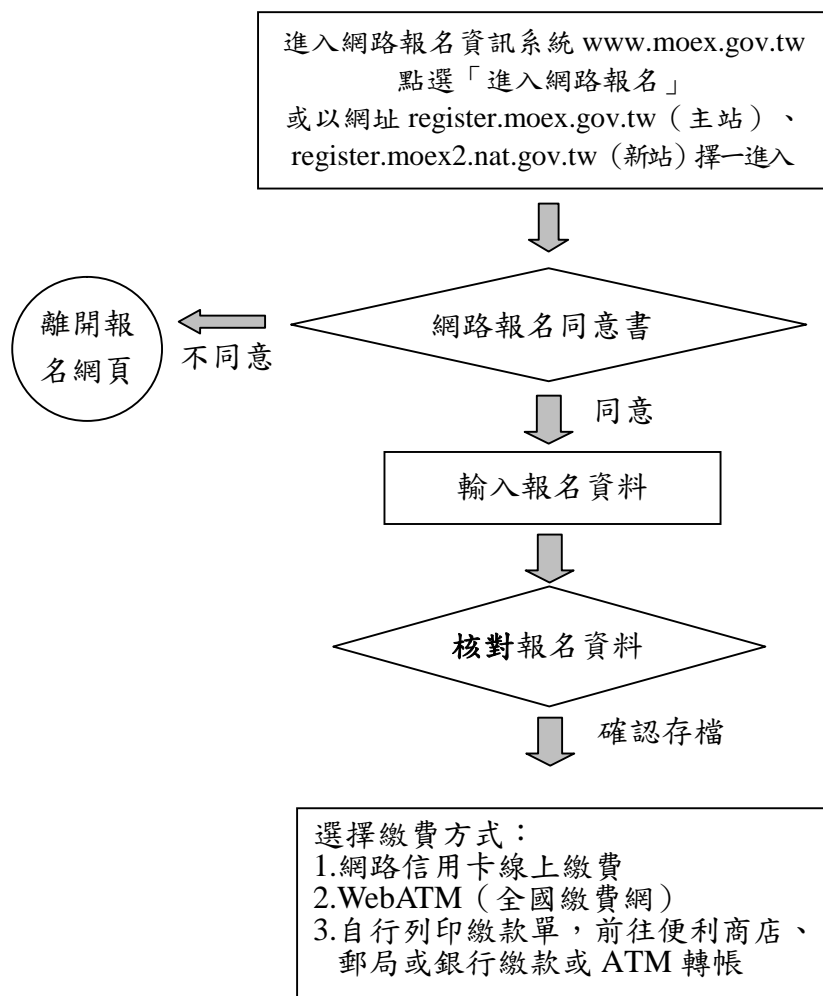 進入網路報名資訊系統 www.moex.gov.tw
點選「進入網路報名」
或以網址 register.moex.gov.tw（主站）、
register.moex2.nat.gov.tw（新站）擇一進入
網路報名同意書
離開報
名網頁
不同意
同意
輸入報名資料
核對報名資料
確認存檔
選擇繳費方式：
1.網路信用卡線上繳費
2.WebATM（全國繳費網）
3.自行列印繳款單，前往便利商店、
郵局或銀行繳款或 ATM 轉帳